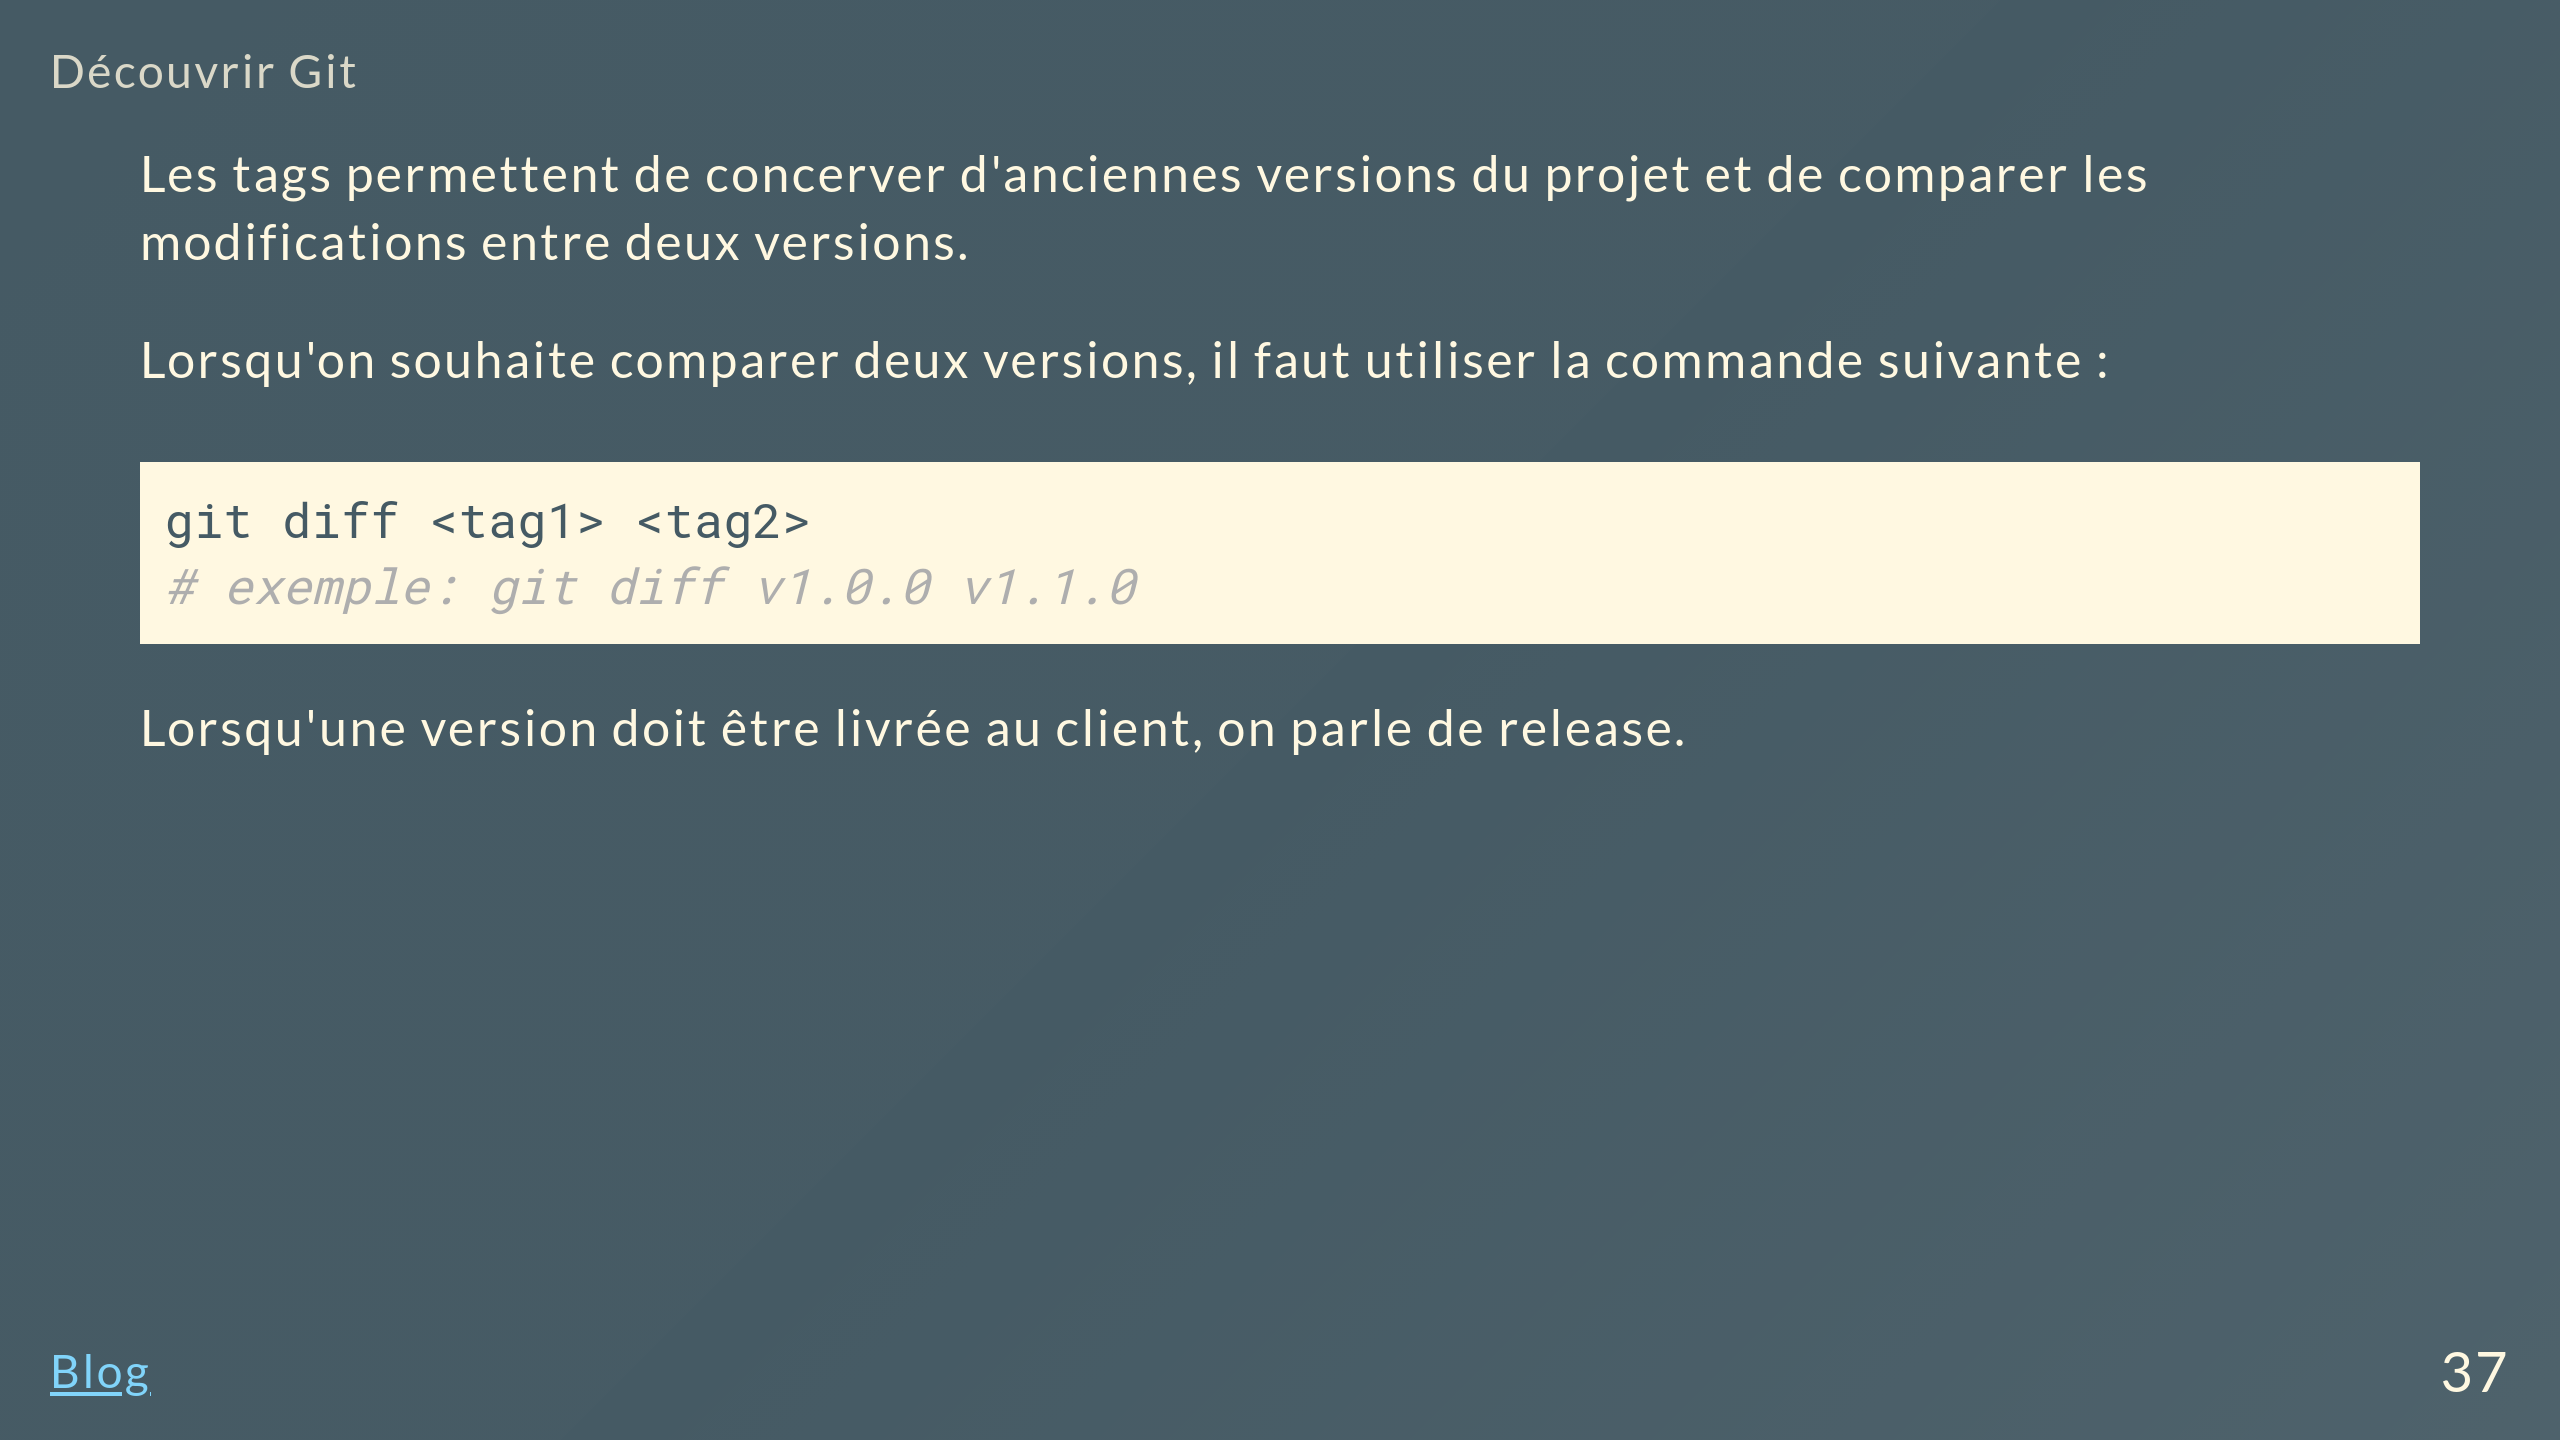 Découvrir Git
Les tags permettent de concerver d'anciennes versions du projet et de comparer les
modifications entre deux versions.
Lorsqu'on souhaite comparer deux versions, il faut utiliser la commande suivante :
git diff <tag1> <tag2>
# exemple: git diff v1.0.0 v1.1.0
Lorsqu'une version doit être livrée au client, on parle de release.
Blog
37